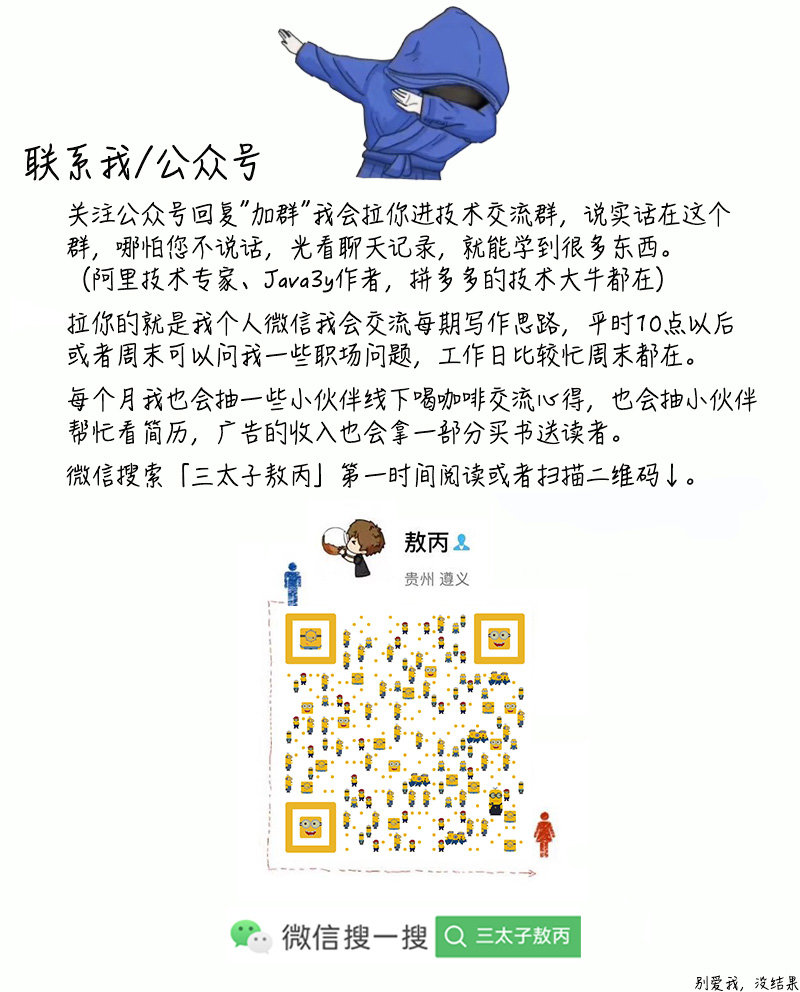 联系我/公众号
关注公众号回复"加群"我会拉你进技术交流群，说实话在这个
群，哪怕您不说话，光看聊天记录，就能学到很多东西。
（阿里技术专家、Java3y作者，拼多多的技术大牛都在）
拉你的就是我个人微信我会交流每期写作思路，平时10点以后
或者周末可以问我一些职场问题，工作日比较忙周末都在。
每个月我也会抽一些小伙伴线下喝咖啡交流心得，也会抽小伙伴
帮忙看简历，广告的收入也会拿一部分买书送读者。
微信搜索「三太子敖丙」第一时间阅读或者扫描二维码↓。
敖丙
贵州 遵义
微信搜一搜
三太子敖丙
别爱我，没结果